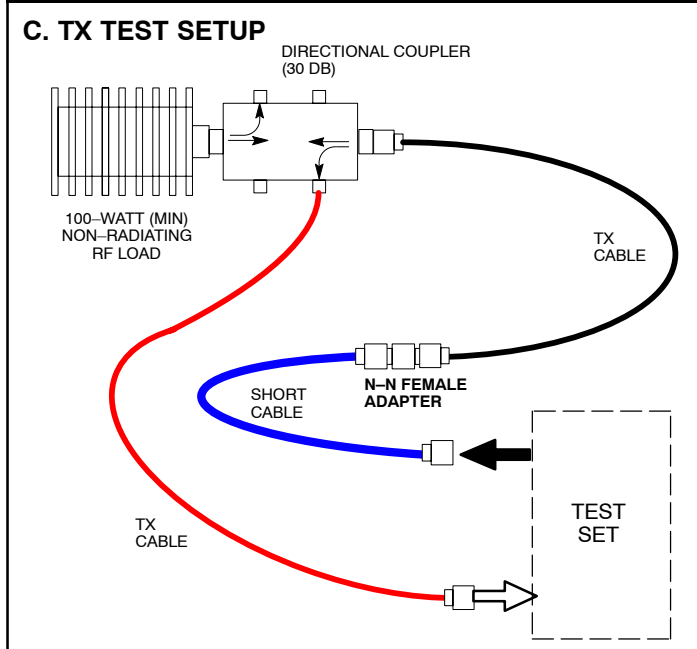 C. TX TEST SETUP
DIRECTIONAL COUPLER
(30 DB)
100–WATT (MIN)
NON–RADIATING
RF LOAD
TX
CABLE
N–N FEMALE
ADAPTER
SHORT
CABLE
TEST
SET
TX
CABLE